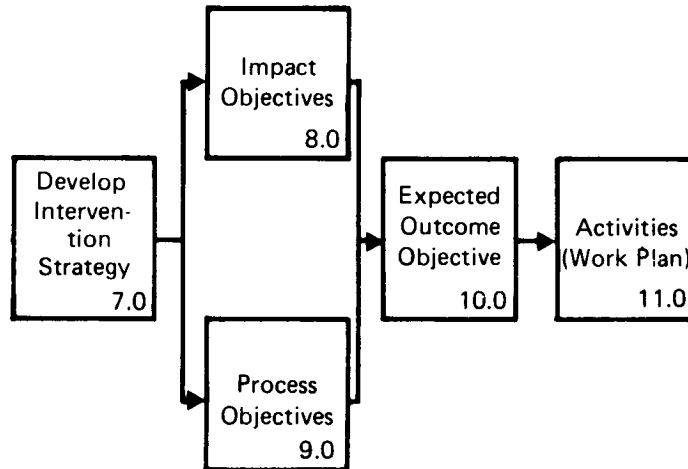 Impact
Objectives
8.0
Develop
Interven-
tion
Strategy
7.0
Expected
Outcome
Objective
10.0
Activities
(Work Plan)
11.0
Process
Objectives
9.0